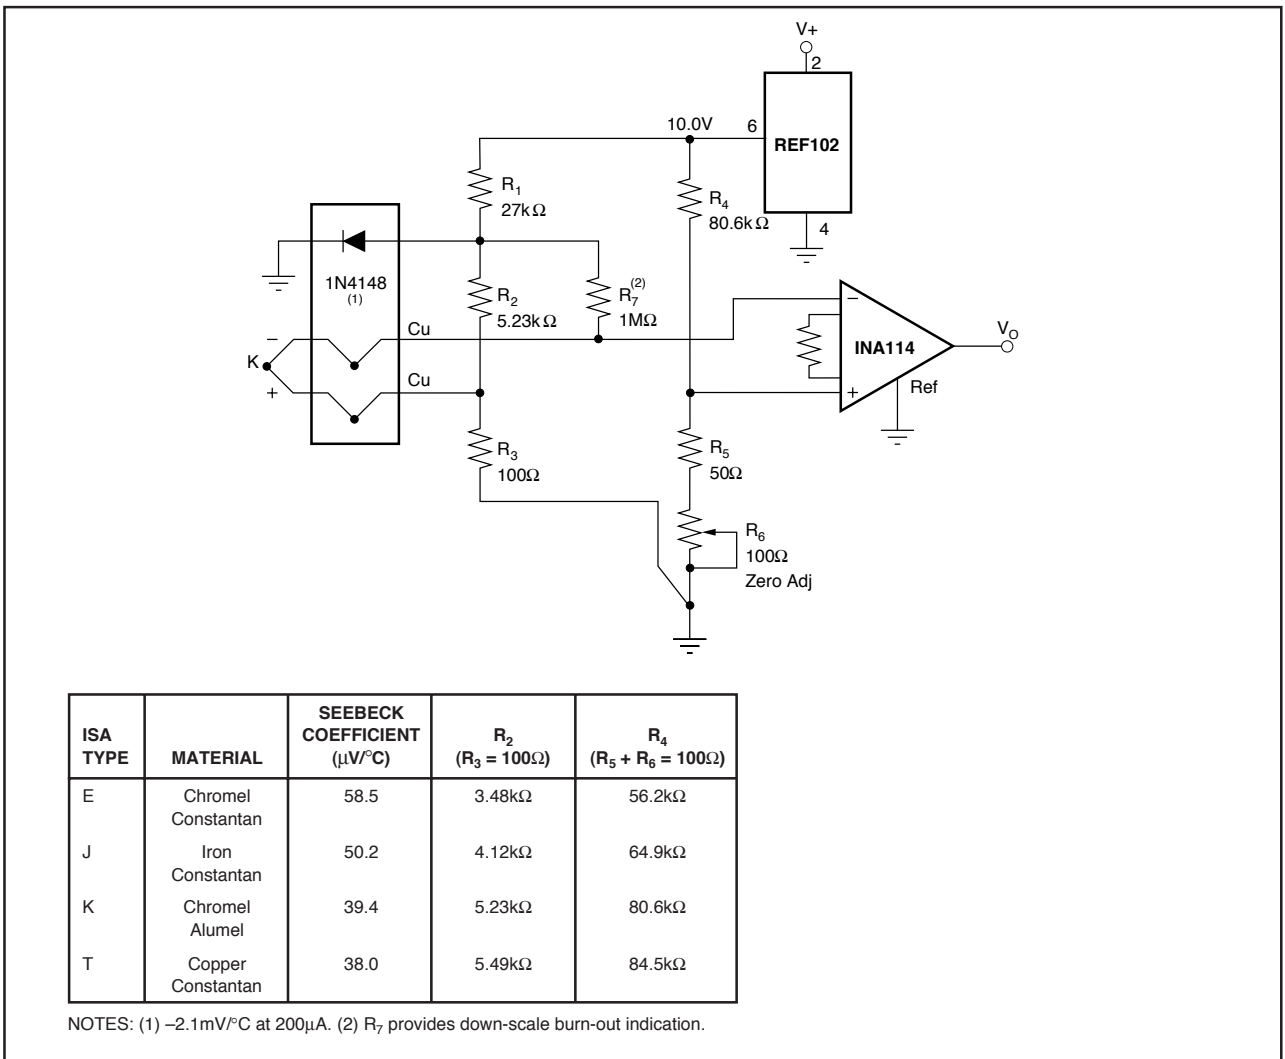 V+
2
10.0V
6
REF102
R1
27kΩ
R4
80.6kΩ
4
1N4148
(1)
R2
5.23kΩ
R7(2)
1MΩ
–
Cu
K
Cu
+
–
INA114
+
Ref
VO
R3
100Ω
R5
50Ω
R6
100Ω
Zero Adj
ISA TYPE MATERIAL SEEBECK COEFFICIENT (μV/°C) R2 (R3 = 100Ω) R4 (R5 + R6 = 100Ω)
E Chromel Constantan 58.5 3.48kΩ 56.2kΩ
J Iron Constantan 50.2 4.12kΩ 64.9kΩ
K Chromel Alumel 39.4 5.23kΩ 80.6kΩ
T Copper Constantan 38.0 5.49kΩ 84.5kΩ
NOTES: (1) –2.1mV/°C at 200μA. (2) R7 provides down-scale burn-out indication.